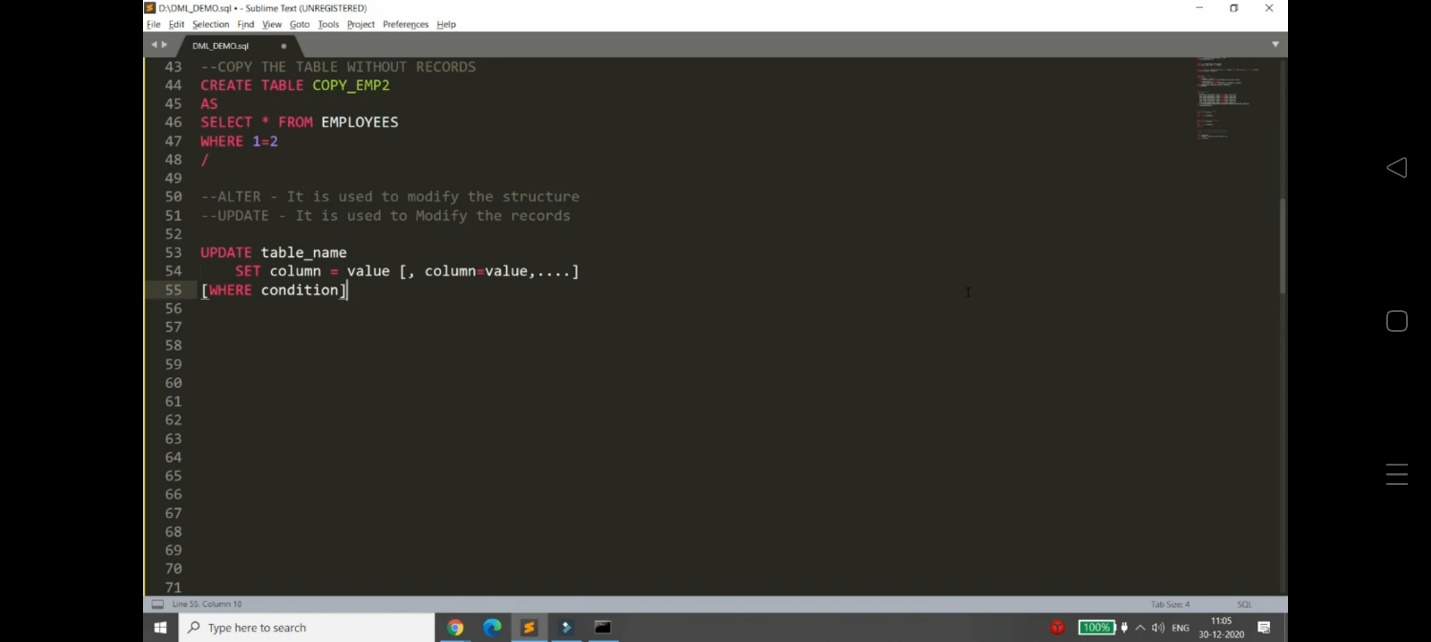 D:\DML_DEMO.sql • - Sublime Text (UNREGISTERED)
File Edit Selection Find View Goto Tools Project Preferences Help
DML_DEMO.sql
43 --COPY THE TABLE WITHOUT RECORDS
44 CREATE TABLE COPY_EMP2
45 AS
46 SELECT * FROM EMPLOYEES
47 WHERE 1=2
48 /
49
50 --ALTER - It is used to modify the structure
51 --UPDATE - It is used to Modify the records
52
53 UPDATE table_name
54 SET column = value [, column=value,....]
55 [WHERE condition]
56
57
58
59
60
61
62
63
64
65
66
67
68
69
70
71
Line 55, Column 18 Tab Size: 4 SQL
Type here to search 100% ENG 11:05
30-12-2020